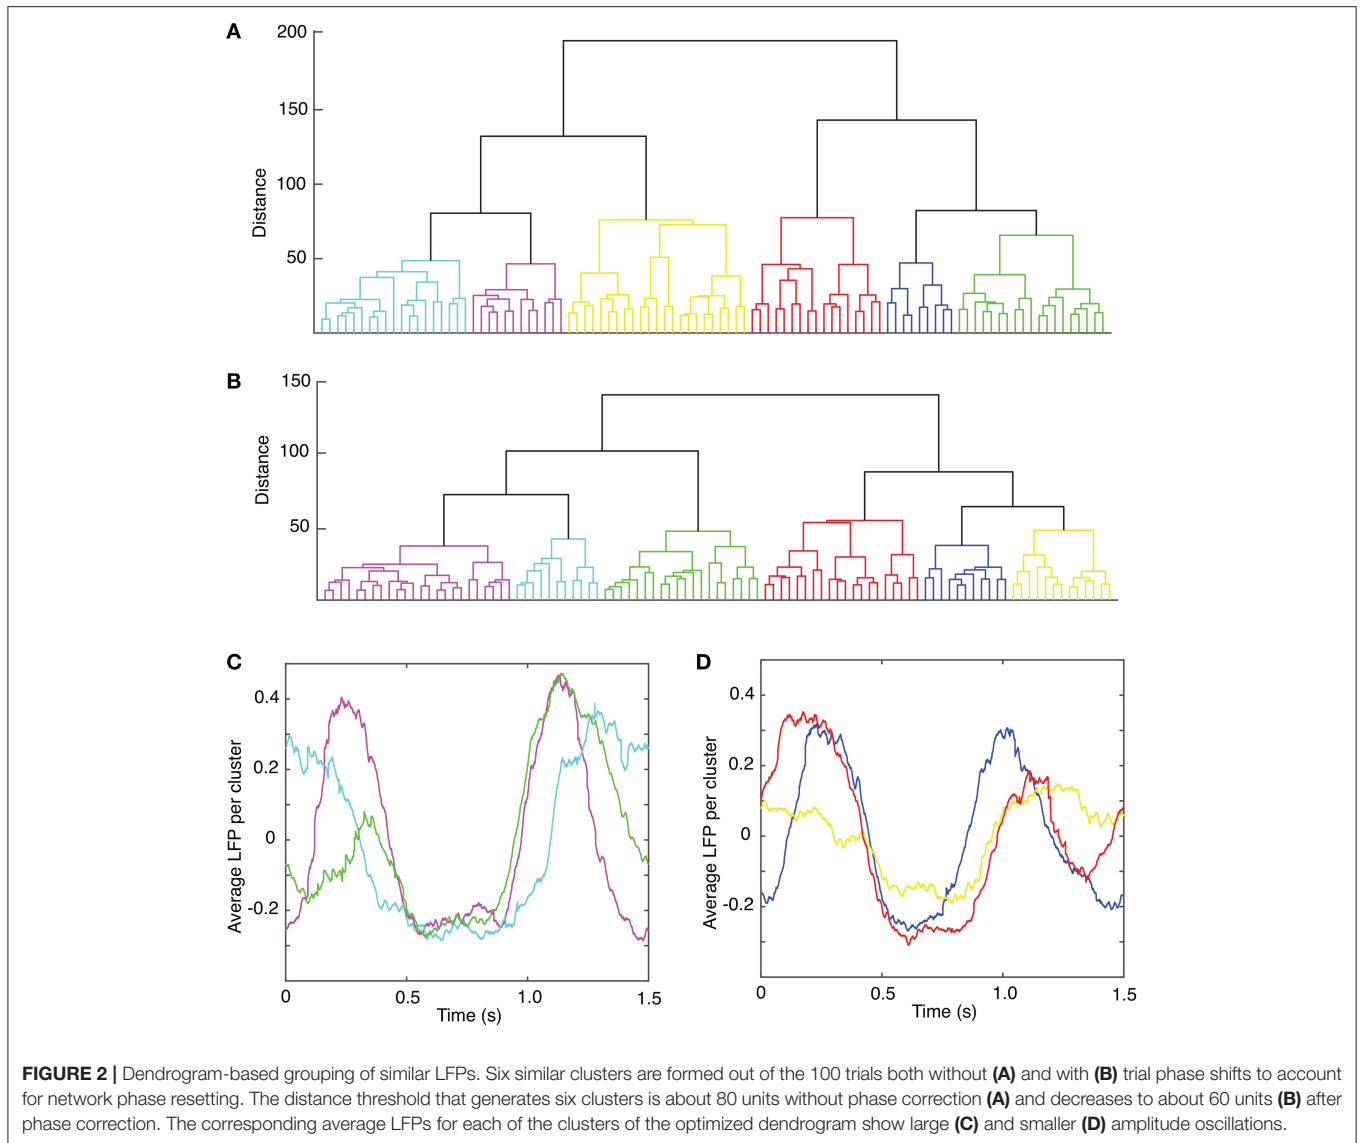 A
200
150
100
50
Distance
B
150
100
50
Distance
C
0.4
0.2
0
-0.2
Average LFP per cluster
0
0.5
1.0
1.5
Time (s)
D
0.4
0.2
0
-0.2
Average LFP per cluster
0
0.5
1.0
1.5
Time (s)
FIGURE 2 | Dendrogram-based grouping of similar LFPs. Six similar clusters are formed out of the 100 trials both without (A) and with (B) trial phase shifts to account
for network phase resetting. The distance threshold that generates six clusters is about 80 units without phase correction (A) and decreases to about 60 units (B) after
phase correction. The corresponding average LFPs for each of the clusters of the optimized dendrogram show large (C) and smaller (D) amplitude oscillations.